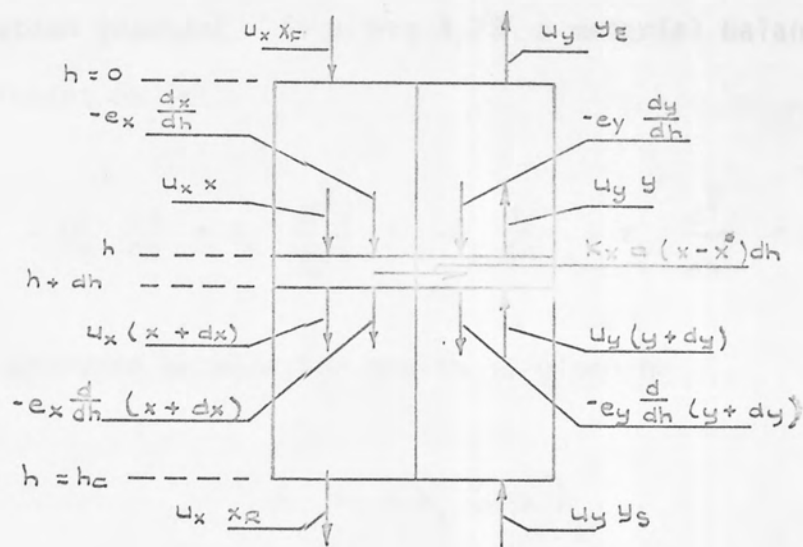 u_x x_F
u_y y_E
h = 0
-e_x dx/dh
-e_y dy/dh
u_x x
u_y y
h
K_x a (x - x*) dh
h + dh
u_x (x + dx)
u_y (y + dy)
-e_x d/dh (x + dx)
-e_y d/dh (y + dy)
h = h_c
u_x x_R
u_y y_S